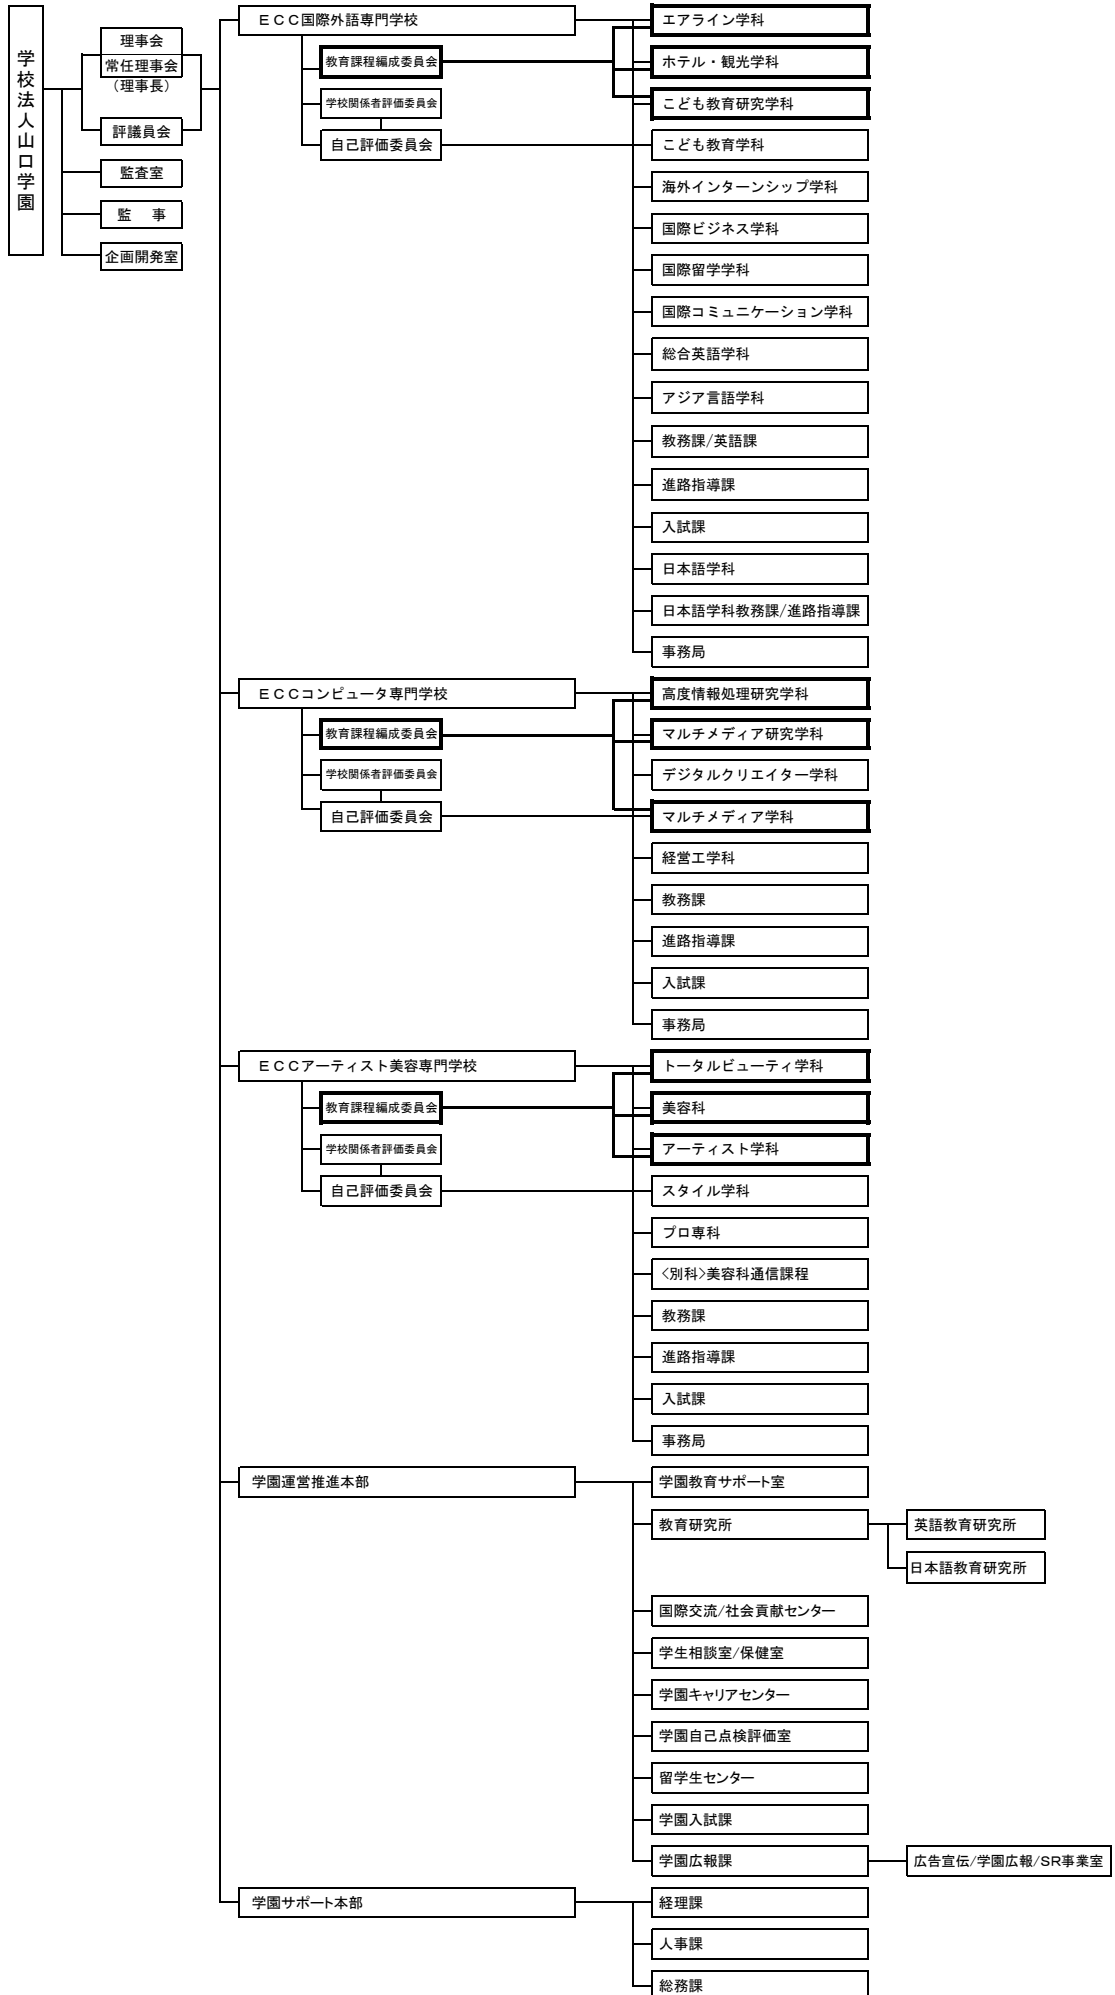 学校法人山口学園
理事会
常任理事会
(理事長)
評議員会
監査室
監　事
企画開発室
ＥＣＣ国際外語専門学校
教育課程編成委員会
学校関係者評価委員会
自己評価委員会
エアライン学科
ホテル・観光学科
こども教育研究学科
こども教育学科
海外インターンシップ学科
国際ビジネス学科
国際留学学科
国際コミュニケーション学科
総合英語学科
アジア言語学科
教務課/英語課
進路指導課
入試課
日本語学科
日本語学科教務課/進路指導課
事務局
ＥＣＣコンピュータ専門学校
教育課程編成委員会
学校関係者評価委員会
自己評価委員会
高度情報処理研究学科
マルチメディア研究学科
デジタルクリエイター学科
マルチメディア学科
経営工学科
教務課
進路指導課
入試課
事務局
ＥＣＣアーティスト美容専門学校
教育課程編成委員会
学校関係者評価委員会
自己評価委員会
トータルビューティ学科
美容科
アーティスト学科
スタイル学科
プロ専科
〈別科〉美容科通信課程
教務課
進路指導課
入試課
事務局
学園運営推進本部
学園教育サポート室
教育研究所
英語教育研究所
日本語教育研究所
国際交流/社会貢献センター
学生相談室/保健室
学園キャリアセンター
学園自己点検評価室
留学生センター
学園入試課
学園広報課
広告宣伝/学園広報/SR事業室
学園サポート本部
経理課
人事課
総務課